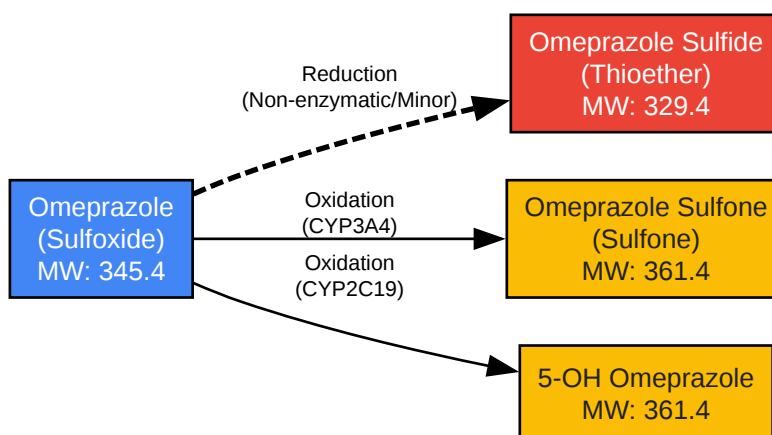 Omeprazole
(Sulfoxide)
MW: 345.4
Reduction
(Non-enzymatic/Minor)
Omeprazole Sulfide
(Thioether)
MW: 329.4
Oxidation
(CYP3A4)
Omeprazole Sulfone
(Sulfone)
MW: 361.4
Oxidation
(CYP2C19)
5-OH Omeprazole
MW: 361.4